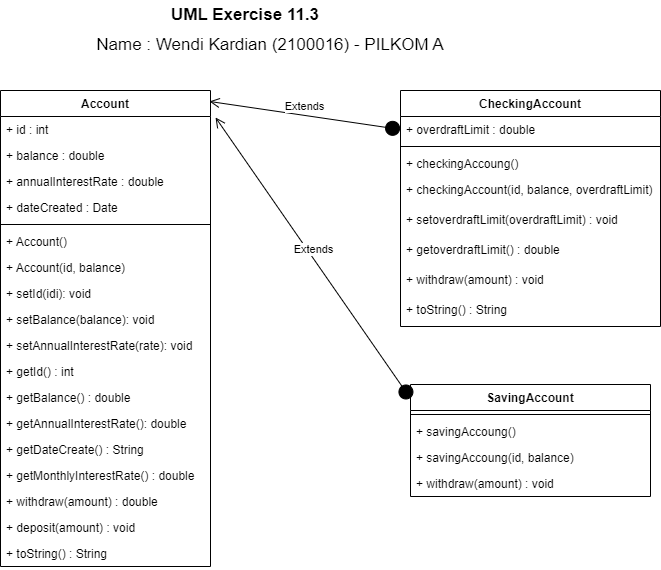 UML Exercise 11.3
Name : Wendi Kardian (2100016) - PILKOM A
Account
+ id : int
+ balance : double
+ annualInterestRate : double
+ dateCreated : Date
+ Account()
+ Account(id, balance)
+ setId(idi): void
+ setBalance(balance): void
+ setAnnualInterestRate(rate): void
+ getId() : int
+ getBalance() : double
+ getAnnualInterestRate(): double
+ getDateCreate() : String
+ getMonthlyInterestRate() : double
+ withdraw(amount) : double
+ deposit(amount) : void
+ toString() : String
Extends
Extends
CheckingAccount
+ overdraftLimit : double
+ checkingAccoung()
+ checkingAccount(id, balance, overdraftLimit)
+ setoverdraftLimit(overdraftLimit) : void
+ getoverdraftLimit() : double
+ withdraw(amount) : void
+ toString() : String
SavingAccount
+ savingAccoung()
+ savingAccoung(id, balance)
+ withdraw(amount) : void